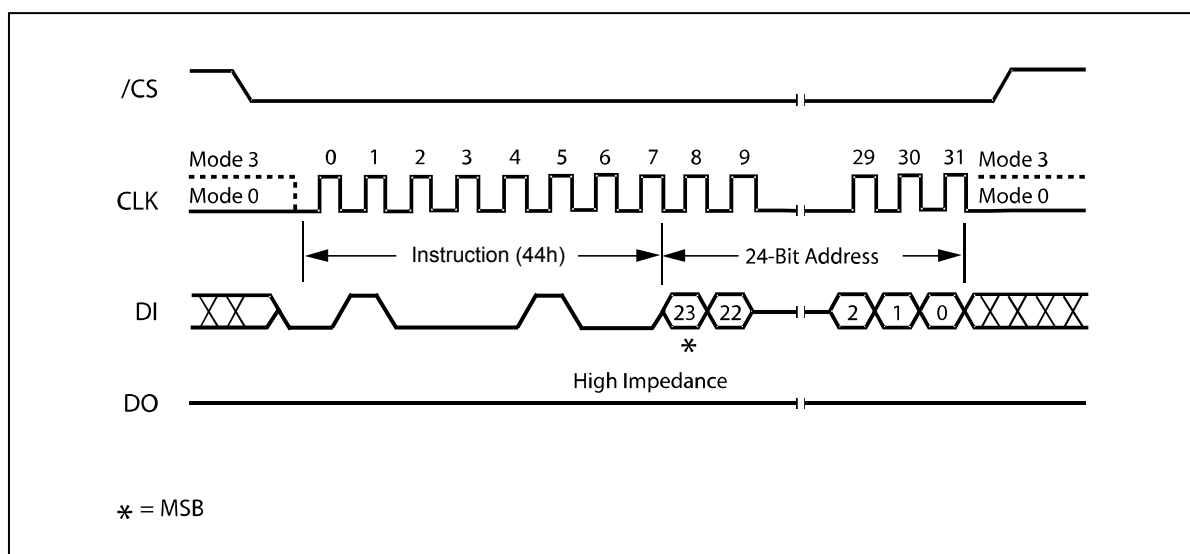 /CS
Mode 3 0 1 2 3 4 5 6 7 8 9 29 30 31 Mode 3
CLK Mode 0 Mode 0
Instruction (44h) 24-Bit Address
DI 23 22 2 1 0
*
High Impedance
DO
* = MSB